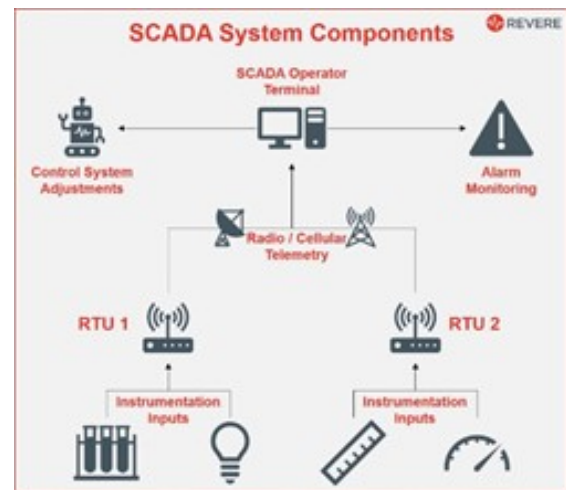 SCADA System Components
REVERE
SCADA Operator
Terminal
Control System
Adjustments
Alarm
Monitoring
Radio / Cellular
Telemetry
RTU 1
RTU 2
Instrumentation
Inputs
Instrumentation
Inputs